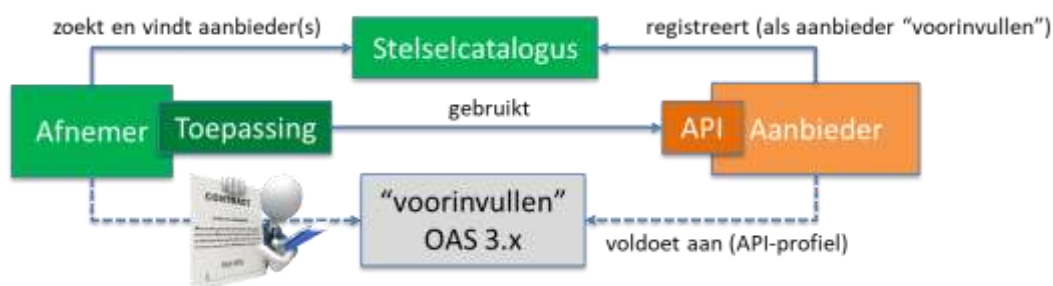 zoekt en vindt aanbieder(s)
registreert (als aanbieder “voorinvullen”)
Stelselcatalogus
Afnemer
Toepassing
gebruikt
API
Aanbieder
CONTRACT
“voorinvullen”
OAS 3.x
voldoet aan (API-profiel)